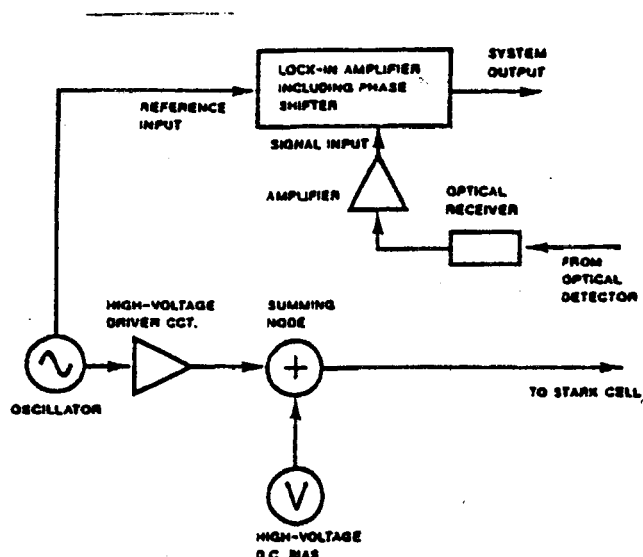 LOCK-IN AMPLIFIER
INCLUDING PHASE
SHIFTER
SYSTEM
OUTPUT
REFERENCE
INPUT
SIGNAL INPUT
AMPLIFIER
OPTICAL
RECEIVER
FROM
OPTICAL
DETECTOR
HIGH-VOLTAGE
DRIVER CCT.
SUMMING
NODE
+
OSCILLATOR
TO STARK CELL
V
HIGH-VOLTAGE
D.C. BIAS